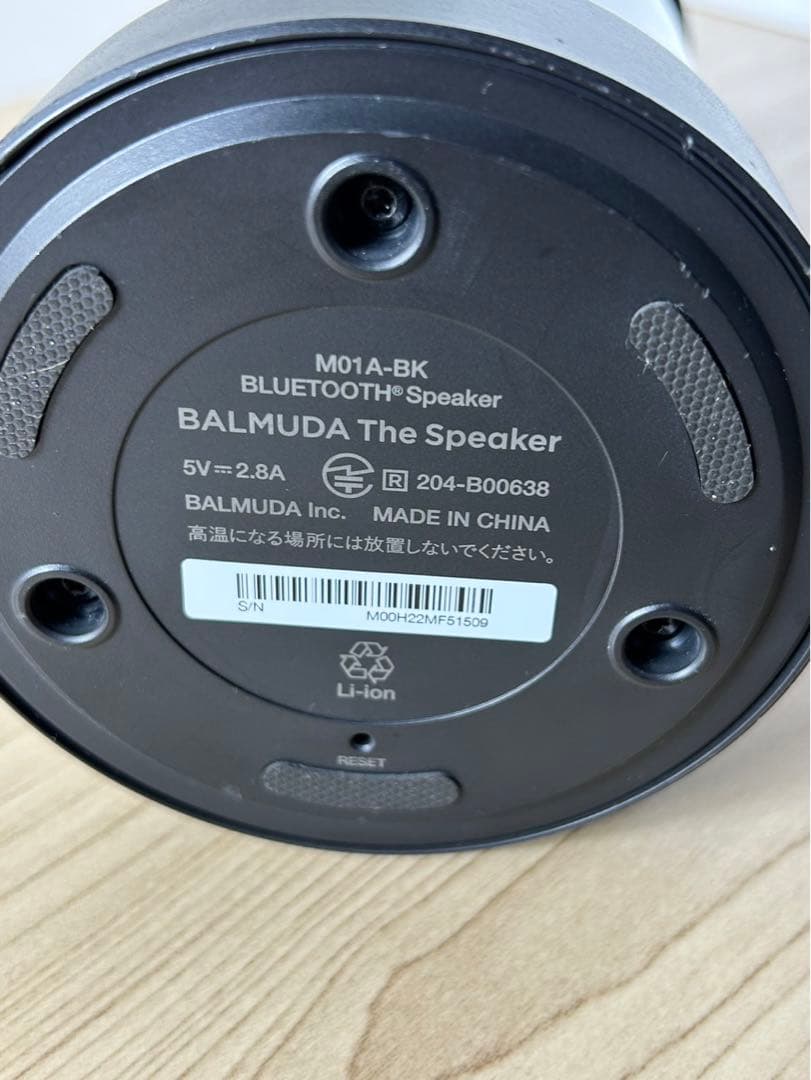 M01A-BK
BLUETOOTH® Speaker
BALMUDA The Speaker
5V⎓2.8A R 204-B00638
BALMUDA Inc. MADE IN CHINA
高温になる場所には放置しないでください。
S/N M00H22MF51509
Li-ion
RESET